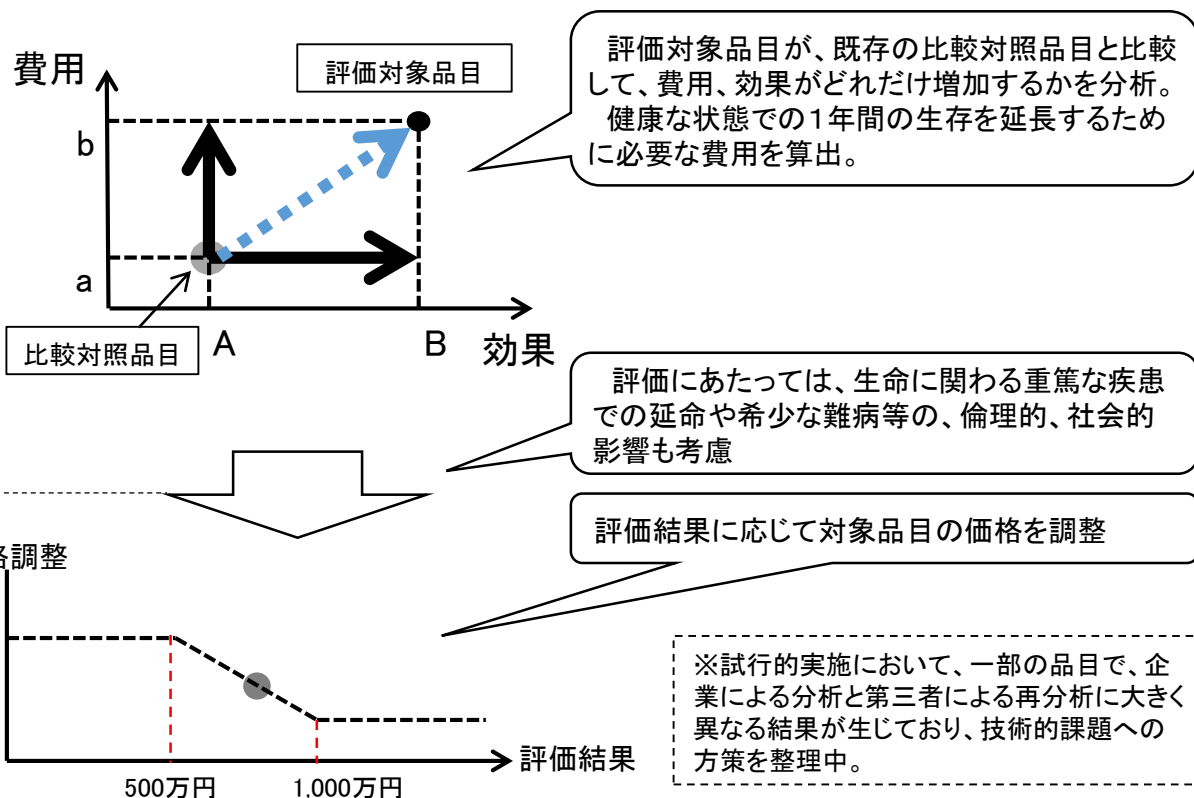 費用
評価対象品目
b
a
比較対照品目
A
B
効果
評価対象品目が、既存の比較対照品目と比較
して、費用、効果がどれだけ増加するかを分析。
健康な状態での1年間の生存を延長するため
に必要な費用を算出。
評価にあたっては、生命に関わる重篤な疾患
での延命や希少な難病等の、倫理的、社会的
影響も考慮
評価結果に応じて対象品目の価格を調整
格調整
評価結果
500万円
1,000万円
※試行的実施において、一部の品目で、企
業による分析と第三者による再分析に大きく
異なる結果が生じており、技術的課題への
方策を整理中。